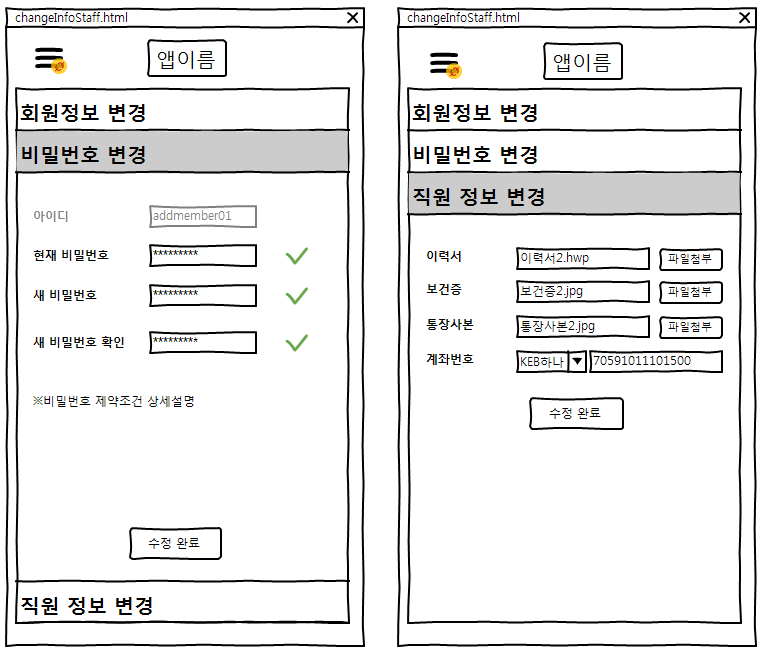 changeInfoStaff.html
앱이름
회원정보 변경
비밀번호 변경
아이디 addmember01
현재 비밀번호 *********
새 비밀번호 *********
새 비밀번호 확인 *********
※비밀번호 제약조건 상세설명
수정 완료
직원 정보 변경
changeInfoStaff.html
앱이름
회원정보 변경
비밀번호 변경
직원 정보 변경
이력서 이력서2.hwp 파일첨부
보건증 보건증2.jpg 파일첨부
통장사본 통장사본2.jpg 파일첨부
계좌번호 KEB하나 70591011101500
수정 완료